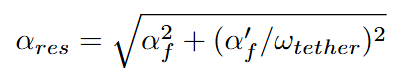 α_res = √(α_f² + (α′_f/ω_tether)²)